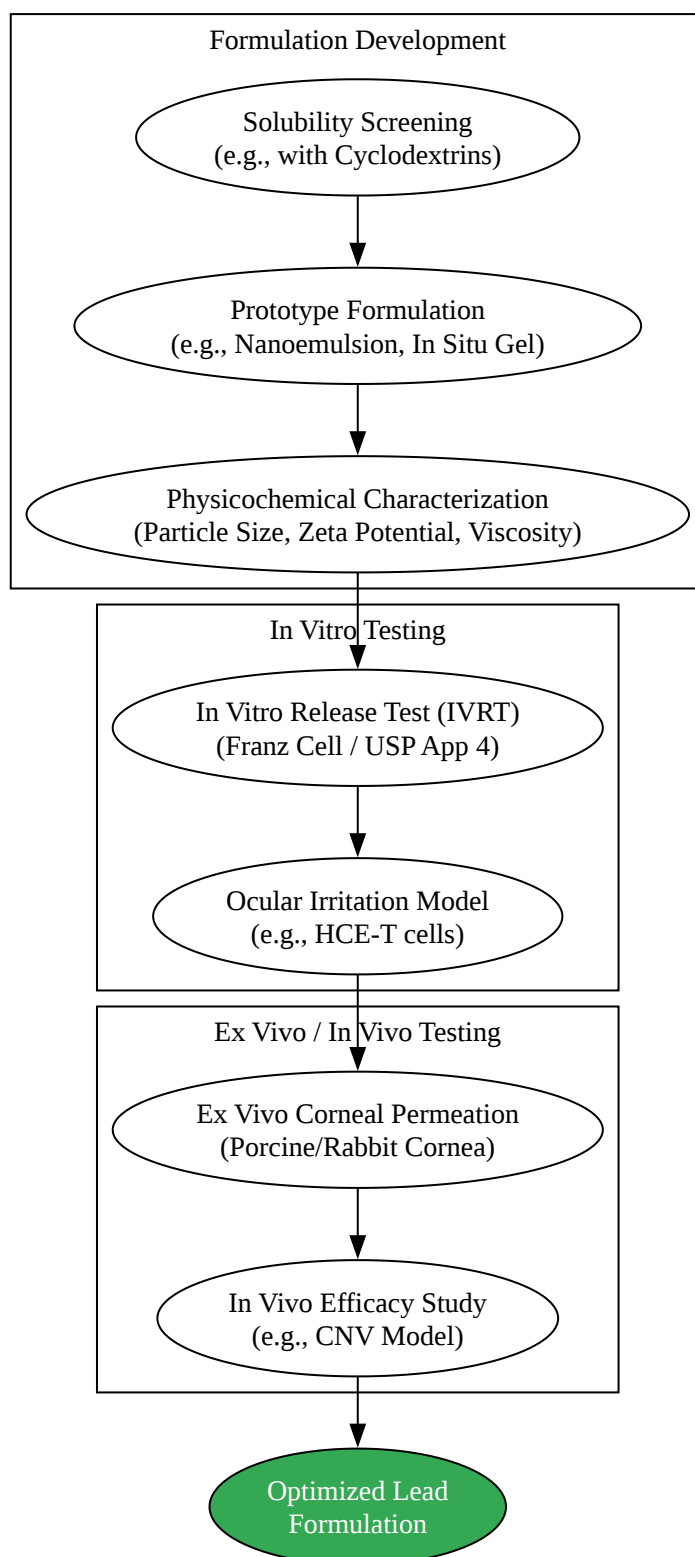 Formulation Development
Solubility Screening
(e.g., with Cyclodextrins)
Prototype Formulation
(e.g., Nanoemulsion, In Situ Gel)
Physicochemical Characterization
(Particle Size, Zeta Potential, Viscosity)
In Vitro Testing
In Vitro Release Test (IVRT)
(Franz Cell / USP App 4)
Ocular Irritation Model
(e.g., HCE-T cells)
Ex Vivo / In Vivo Testing
Ex Vivo Corneal Permeation
(Porcine/Rabbit Cornea)
In Vivo Efficacy Study
(e.g., CNV Model)
Optimized Lead
Formulation